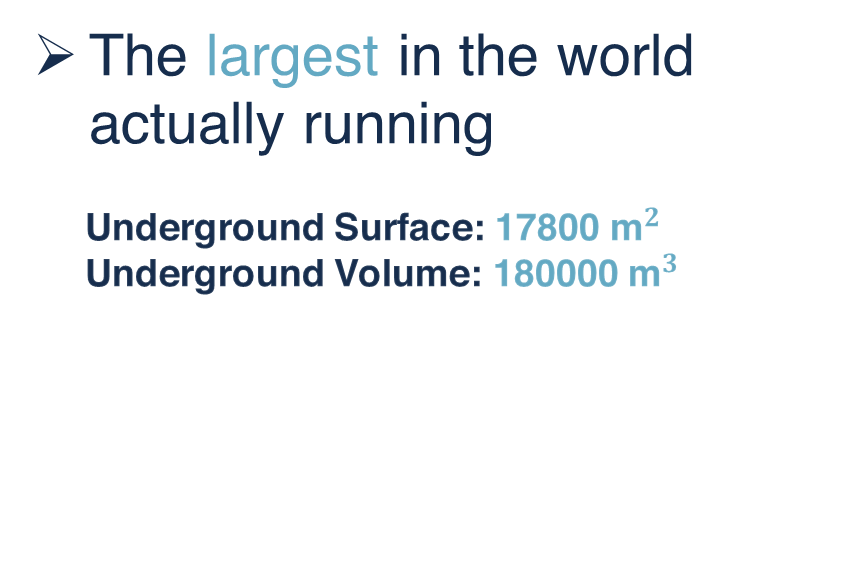 ➢ The largest in the world
actually running
Underground Surface: 17800 m²
Underground Volume: 180000 m³